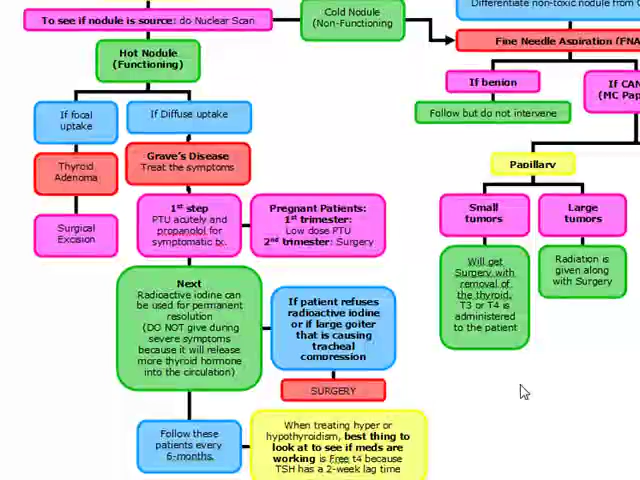 Differentiate non-toxic nodule from
To see if nodule is source: do Nuclear Scan
Cold Nodule
(Non-Functioning
Fine Needle Aspiration (FNA
Hot Nodule
(Functioning)
If benion
If CAN
(MC Pap
If focal
uptake
If Diffuse uptake
Follow but do not intervene
Thyroid
Adenoma
Grave's Disease
Treat the symptoms
Papillary
Surgical
Excision
1st step
PTU acutely and
propanolol for
symptomatic tx.
Pregnant Patients:
1st trimester:
Low dose PTU
2nd trimester: Surgery
Small
tumors
Large
tumors
Will get
Surgery with
removal of
the thyroid.
T3 or T4 is
administered
to the patient
Radiation is
given along
with Surgery
Next
Radioactive iodine can
be used for permanent
resolution
(DO NOT give during
severe symptoms
because it will release
more thyroid hormone
into the circulation)
If patient refuses
radioactive iodine
or if large goiter
that is causing
tracheal
compression
SURGERY
Follow these
patients every
6-months.
When treating hyper or
hypothyroidism, best thing to
look at to see if meds are
working is Free t4 because
TSH has a 2-week lag time